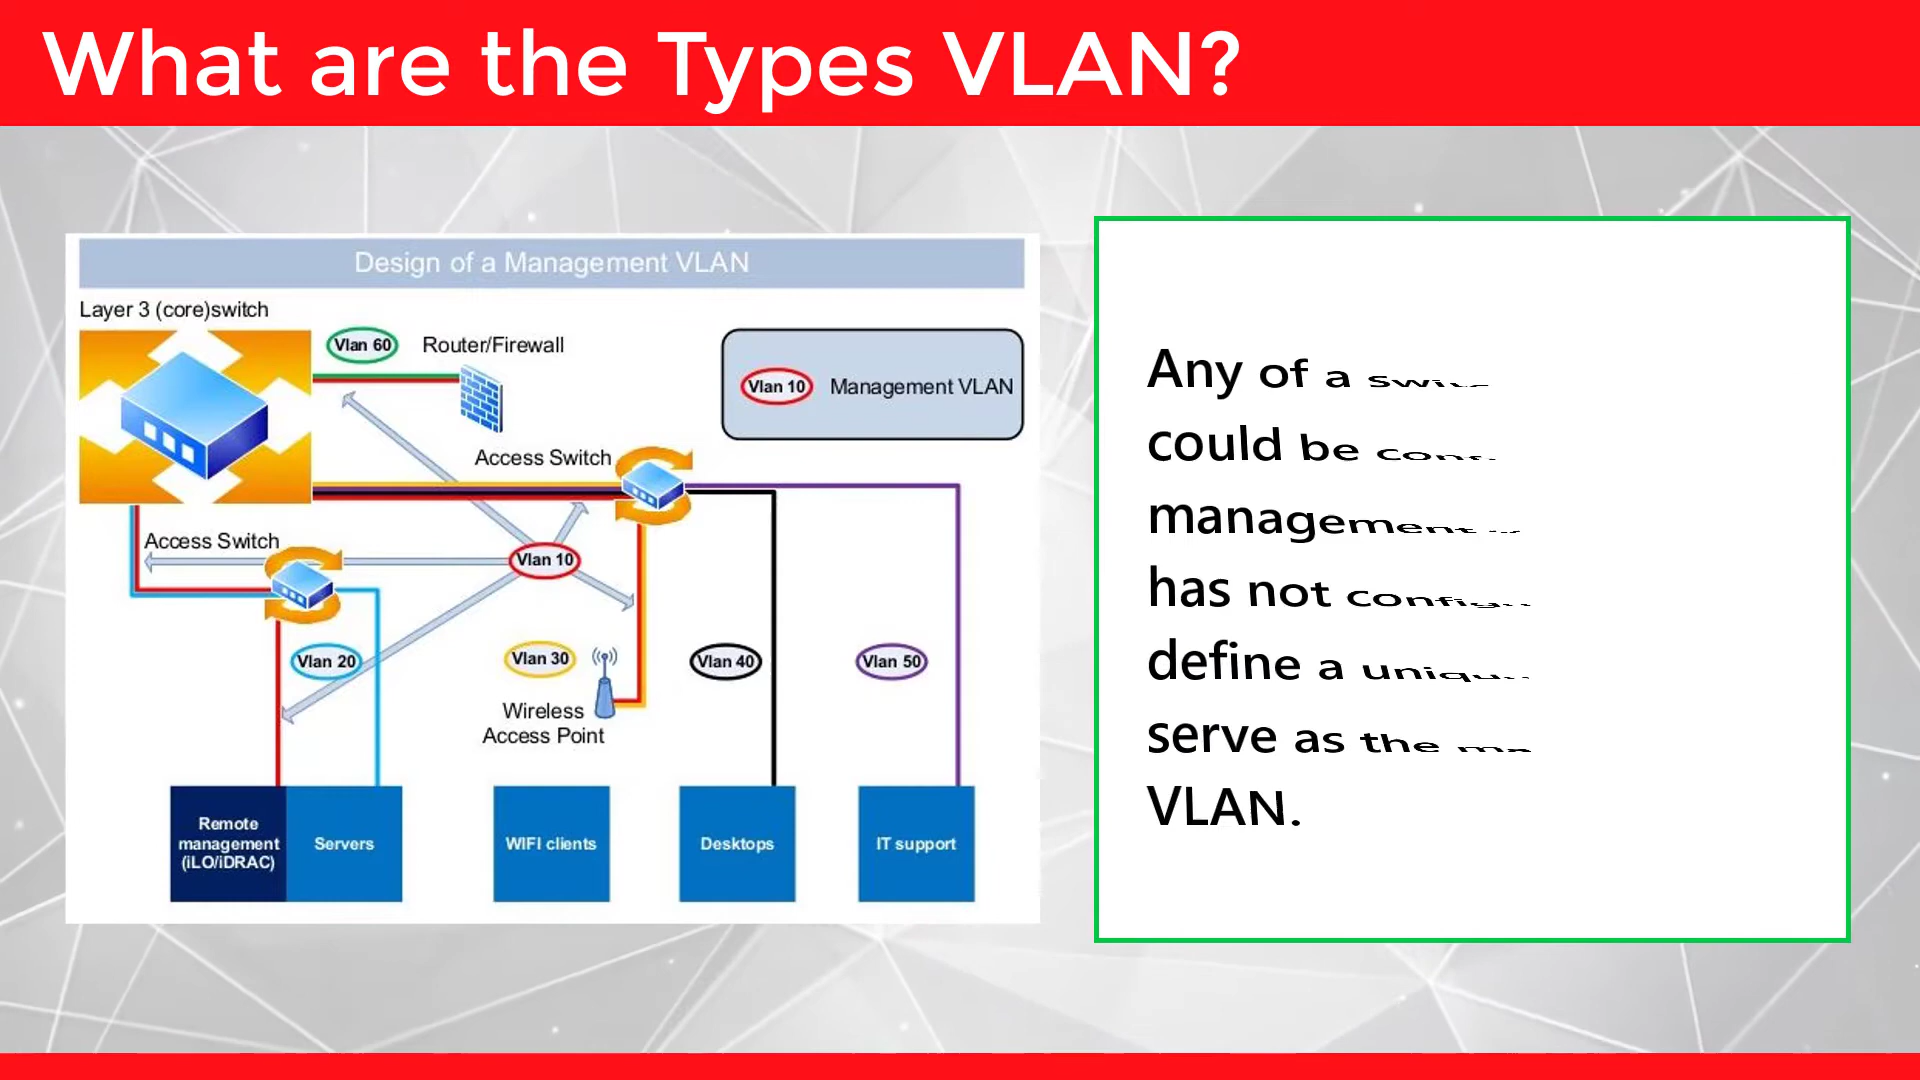 What are the Types VLAN?
Design of a Management VLAN
Layer 3 (core)switch
Vlan 60
Router/Firewall
Vlan 10
Management VLAN
Access Switch
Access Switch
Vlan 10
Vlan 20
Vlan 30
Vlan 40
Vlan 50
Wireless
Access Point
Remote
management
(iLO/iDRAC)
Servers
WIFI clients
Desktops
IT support
Any of a
could be
management
has not
define a
serve as the
VLAN.